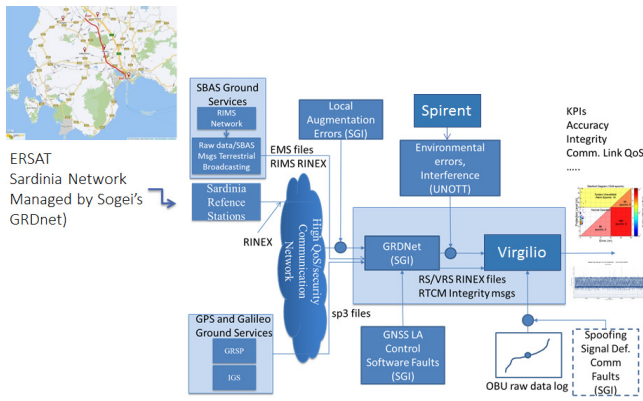 ERSAT
Sardinia Network
Managed by Sogei's
GRDnet)
SBAS Ground
Services
RIMS
Network
Raw data/SBAS
Msgs Terrestrial
Broadcasting
EMS files
RIMS RINEX
Sardinia
Refence
Stations
RINEX
High QoS/security
Communication
Network
Local
Augmentation
Errors (SGI)
Spirent
Environmental
errors,
Interference
(UNOTT)
KPIs
Accuracy
Integrity
Comm. Link QoS
.....
GRDNet
(SGI)
Virgilio
RS/VRS RINEX files
RTCM Integrity msgs
sp3 files
GPS and Galileo
Ground Services
GRSP
IGS
GNSS LA
Control
Software Faults
(SGI)
OBU raw data log
Spoofing
Signal Def.
Comm
Faults
(SGI)